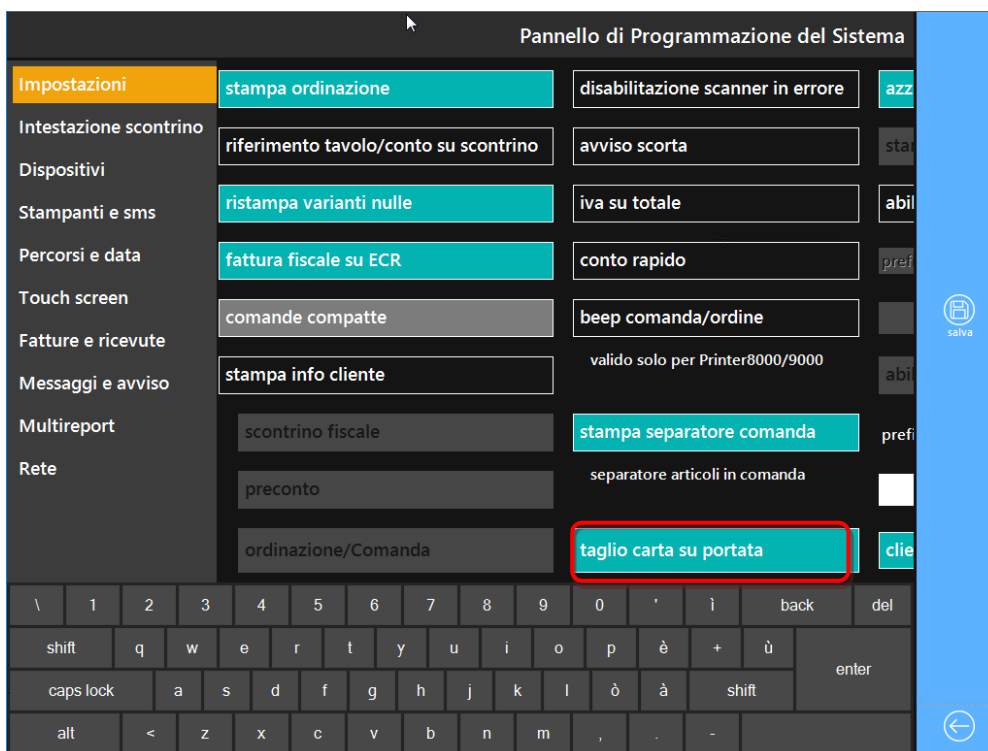 Pannello di Programmazione del Sistema
Impostazioni
Intestazione scontrino
Dispositivi
Stampanti e sms
Percorsi e data
Touch screen
Fatture e ricevute
Messaggi e avviso
Multireport
Rete
stampa ordinazione
riferimento tavolo/conto su scontrino
ristampa varianti nulle
fattura fiscale su ECR
comande compatte
stampa info cliente
scontrino fiscale
preconto
ordinazione/Comanda
disabilitazione scanner in errore
avviso scorta
iva su totale
conto rapido
beep comanda/ordine
valido solo per Printer8000/9000
stampa separatore comanda
separatore articoli in comanda
taglio carta su portata
azz
star
abil
pref
abil
prefi
clie
salva
\ 1 2 3 4 5 6 7 8 9 0 ' ì back del
shift q w e r t y u i o p è + ù enter
caps lock a s d f g h j k l ò à shift
alt < z x c v b n m , . -